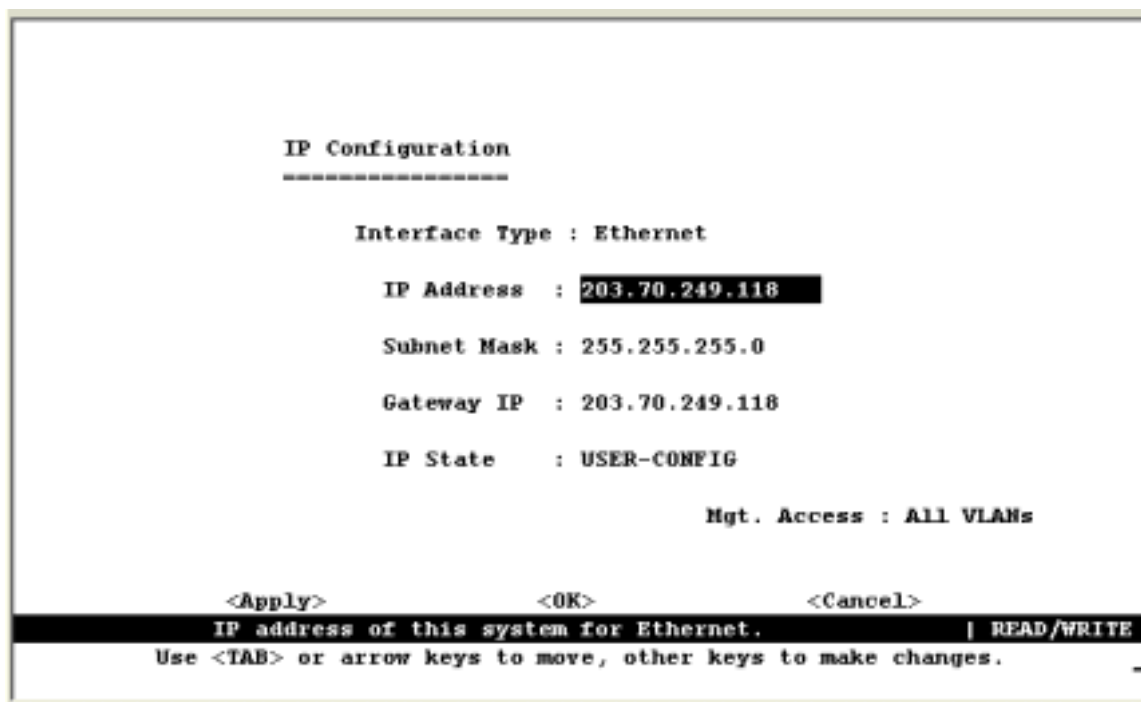 IP Configuration
================
Interface Type : Ethernet
IP Address : 203.70.249.118
Subnet Mask : 255.255.255.0
Gateway IP : 203.70.249.118
IP State : USER-CONFIG
Mgt. Access : All VLANs
<Apply> <OK> <Cancel>
IP address of this system for Ethernet. | READ/WRITE
Use <TAB> or arrow keys to move, other keys to make changes.